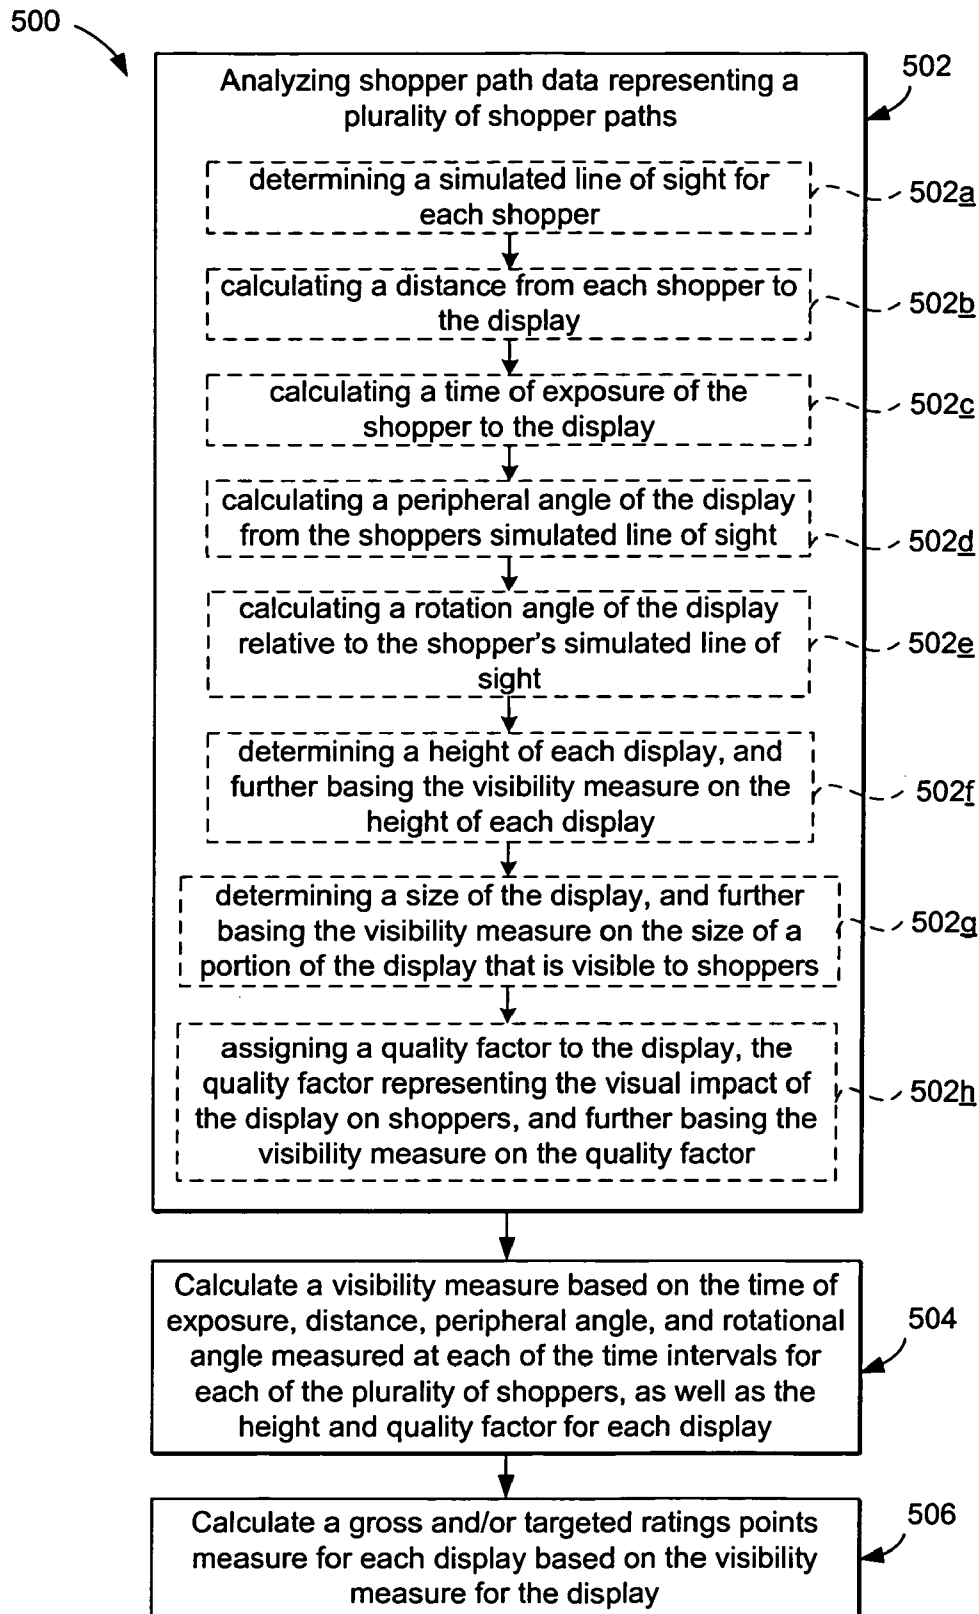 500
502
Analyzing shopper path data representing a
plurality of shopper paths
determining a simulated line of sight for
each shopper
502a
calculating a distance from each shopper to
the display
502b
calculating a time of exposure of the
shopper to the display
502c
calculating a peripheral angle of the display
from the shoppers simulated line of sight
502d
calculating a rotation angle of the display
relative to the shopper's simulated line of
sight
502e
determining a height of each display, and
further basing the visibility measure on the
height of each display
502f
determining a size of the display, and further
basing the visibility measure on the size of a
portion of the display that is visible to shoppers
502g
assigning a quality factor to the display, the
quality factor representing the visual impact of
the display on shoppers, and further basing the
visibility measure on the quality factor
502h
Calculate a visibility measure based on the time of
exposure, distance, peripheral angle, and rotational
angle measured at each of the time intervals for
each of the plurality of shoppers, as well as the
height and quality factor for each display
504
Calculate a gross and/or targeted ratings points
measure for each display based on the visibility
measure for the display
506